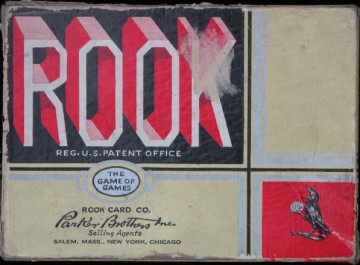 ROOK
REG. U.S. PATENT OFFICE
THE
GAME OF
GAMES
ROOK CARD CO.
Parker Brothers Inc.
Selling Agents
SALEM, MASS., NEW YORK, CHICAGO